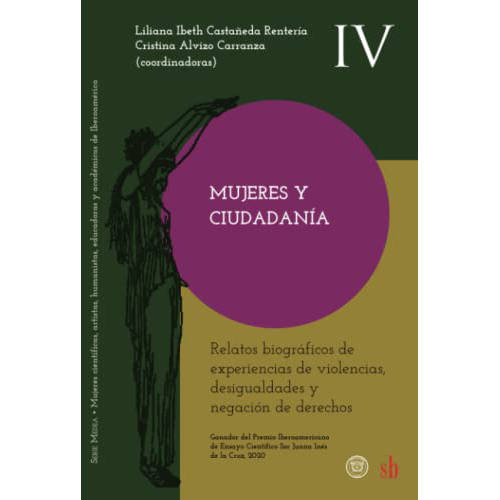 Liliana Ibeth Castañeda Rentería
Cristina Alvizo Carranza
(coordinadoras)
IV
Serie Medea • Mujeres científicas, artistas, humanistas, educadoras y académicas de Iberoamérica
MUJERES Y
CIUDADANÍA
Relatos biográficos de
experiencias de violencias,
desigualdades y
negación de derechos
Ganador del Premio Iberoamericano
de Ensayo Científico Sor Juana Inés
de la Cruz, 2020
sb